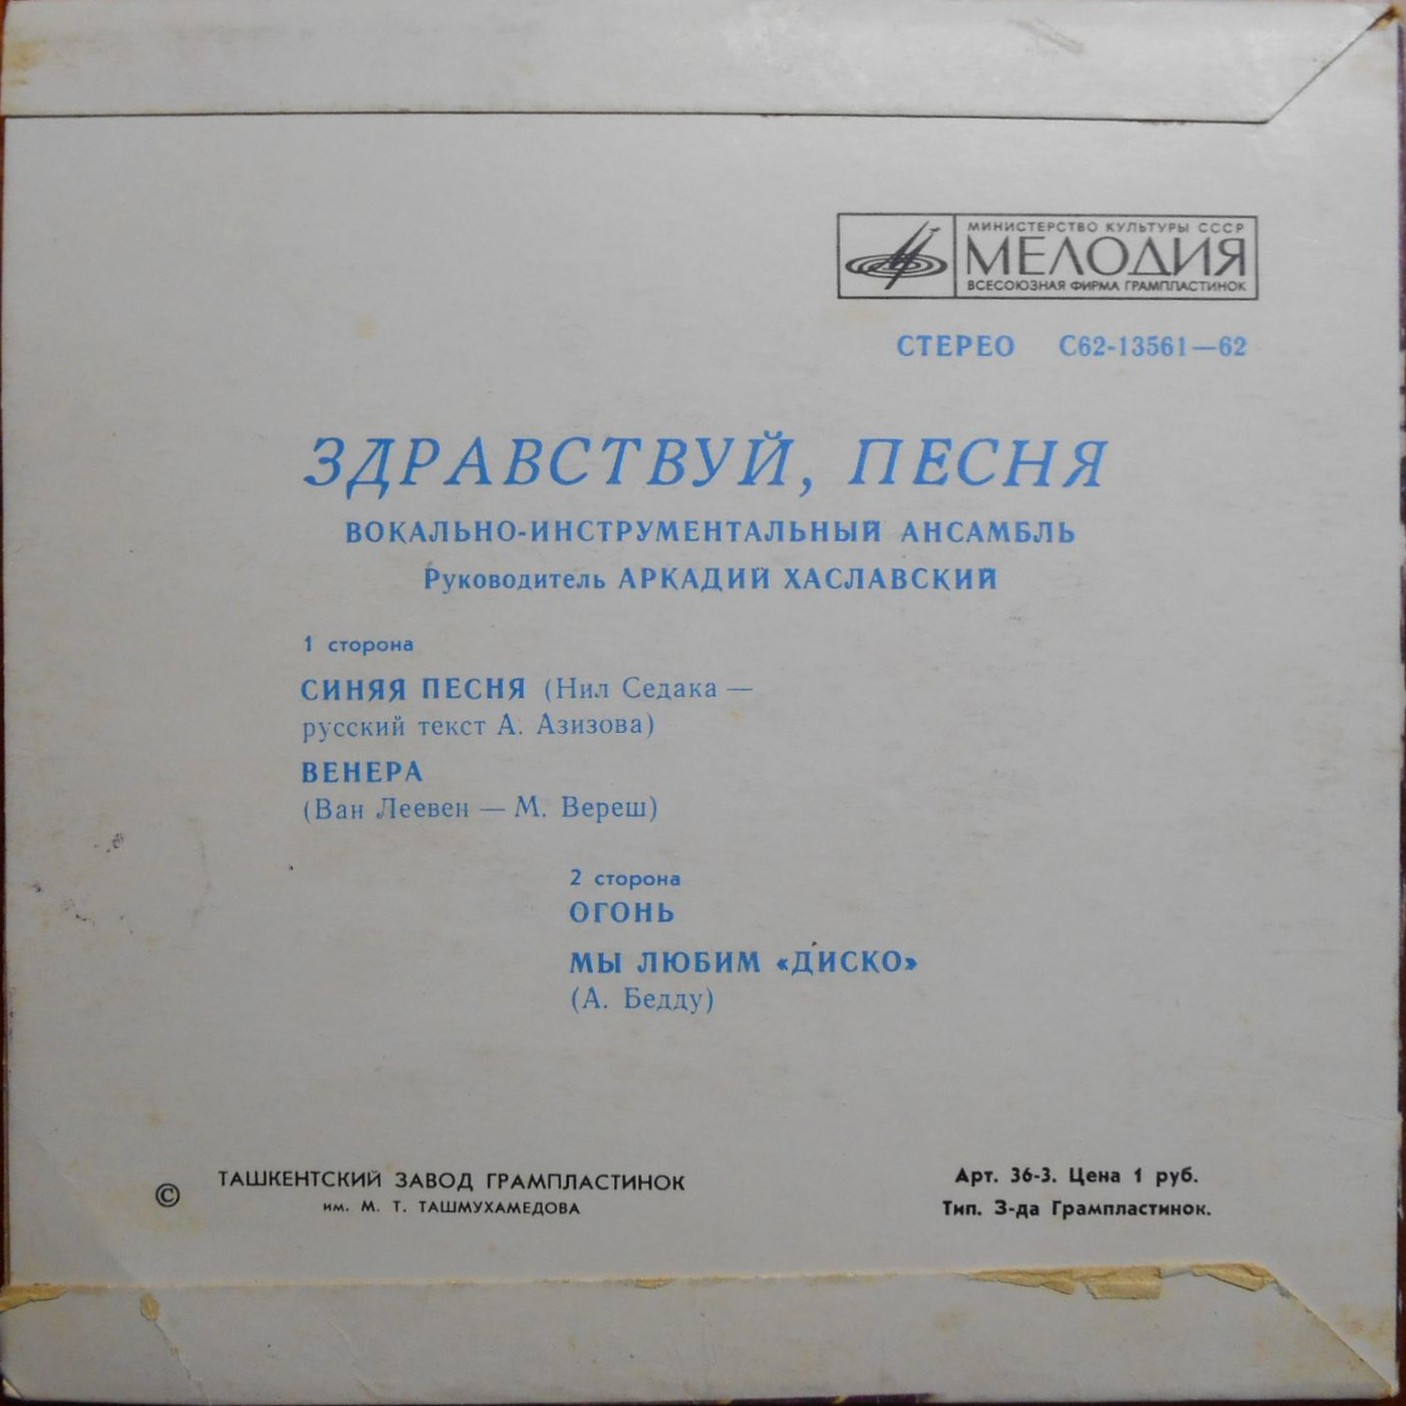 МИНИСТЕРСТВО КУЛЬТУРЫ СССР
МЕЛОДИЯ
ВСЕСОЮЗНАЯ ФИРМА ГРАМПЛАСТИНОК
СТЕРЕО С62-13561—62
ЗДРАВСТВУЙ, ПЕСНЯ
ВОКАЛЬНО-ИНСТРУМЕНТАЛЬНЫЙ АНСАМБЛЬ
Руководитель АРКАДИЙ ХАСЛАВСКИЙ
1 сторона
СИНЯЯ ПЕСНЯ (Нил Седака —
русский текст А. Азизова)
ВЕНЕРА
(Ван Леевен — М. Вереш)
2 сторона
ОГОНЬ
МЫ ЛЮБИМ «ДИСКО»
(А. Бедду)
© ТАШКЕНТСКИЙ ЗАВОД ГРАМПЛАСТИНОК
им. М. Т. ТАШМУХАМЕДОВА
Арт. 36-3. Цена 1 руб.
Тип. З-да Грампластинок.